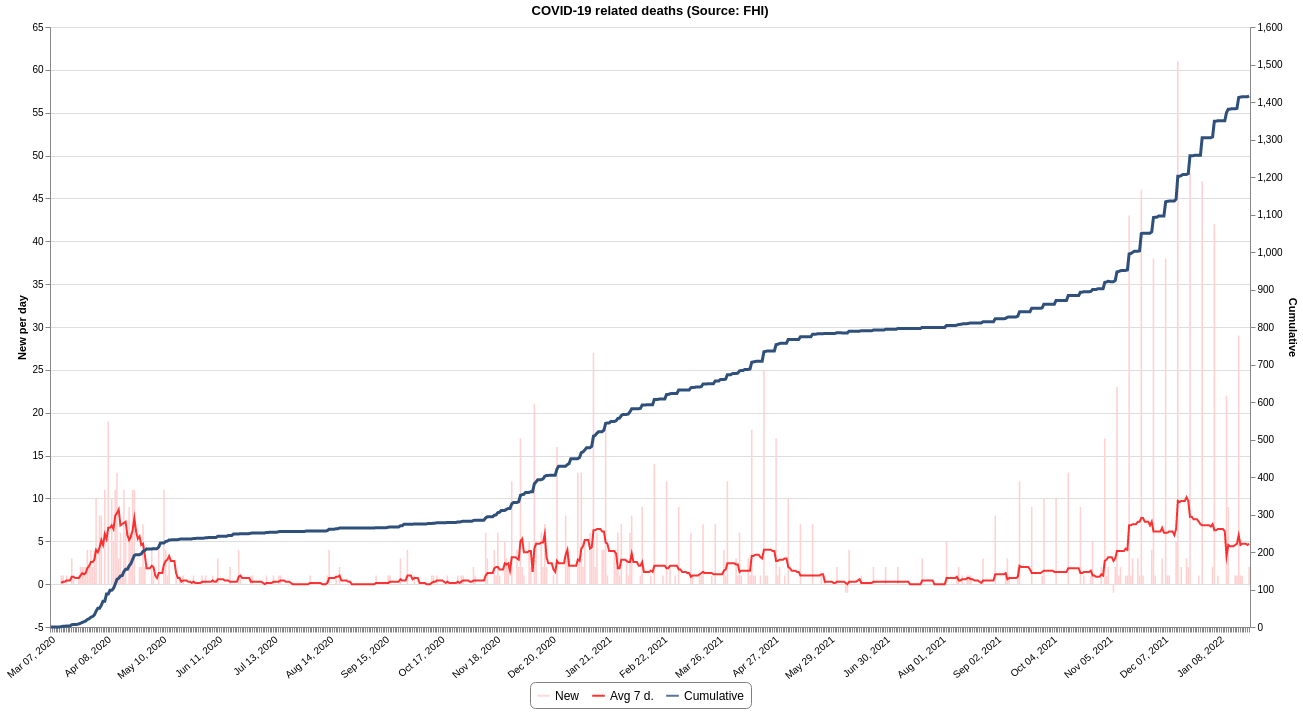 COVID-19 related deaths (Source: FHI)
65
60
55
50
45
40
35
30
25
20
15
10
5
0
-5
New per day
1,600
1,500
1,400
1,300
1,200
1,100
1,000
900
800
700
600
500
400
300
200
100
0
Cumulative
Mar 07, 2020
Apr 08, 2020
May 10, 2020
Jun 11, 2020
Jul 13, 2020
Aug 14, 2020
Sep 15, 2020
Oct 17, 2020
Nov 18, 2020
Dec 20, 2020
Jan 21, 2021
Feb 22, 2021
Mar 26, 2021
Apr 27, 2021
May 29, 2021
Jun 30, 2021
Aug 01, 2021
Sep 02, 2021
Oct 04, 2021
Nov 05, 2021
Dec 07, 2021
Jan 08, 2022
New
Avg 7 d.
Cumulative